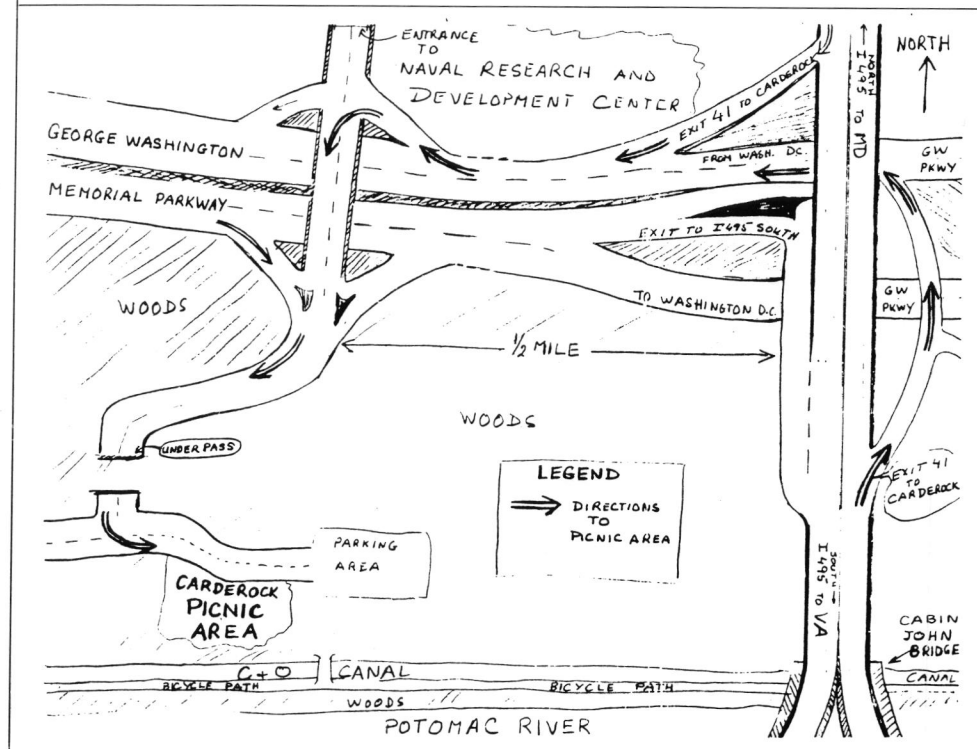 ENTRANCE
TO
NAVAL RESEARCH AND
DEVELOPMENT CENTER
EXIT 41 TO CARDEROCK
← NORTH
I 495 TO MD
NORTH
GEORGE WASHINGTON
FROM WASH. D.C.
GW
PKWY
MEMORIAL PARKWAY
EXIT TO I 495 SOUTH
WOODS
TO WASHINGTON D.C.
GW
PKWY
1/2 MILE
WOODS
UNDERPASS
LEGEND
DIRECTIONS
TO
PICNIC AREA
EXIT 41
TO
CARDEROCK
PARKING
AREA
SOUTH →
I 495 TO VA
CARDEROCK
PICNIC
AREA
CABIN
JOHN
BRIDGE
C+O CANAL
CANAL
BICYCLE PATH
BICYCLE PATH
WOODS
POTOMAC RIVER